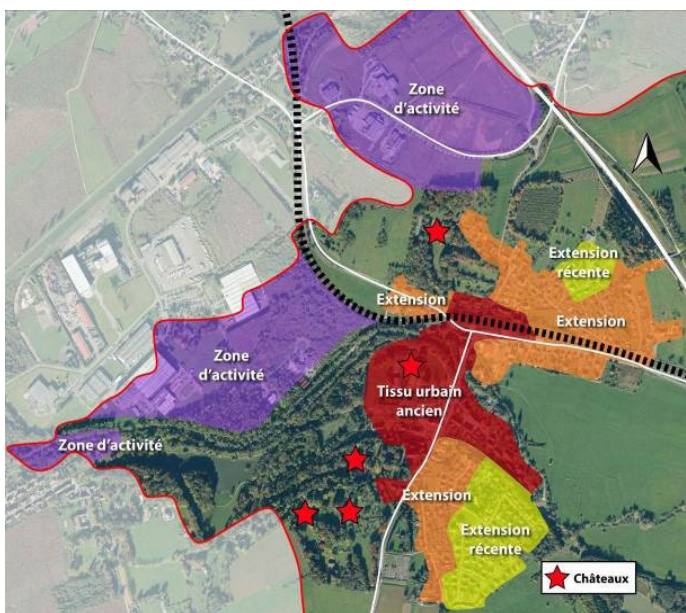 Zone
d'activité
Extension
récente
Extension
Extension
Zone
d'activité
Tissu urbain
ancien
Zone d'activité
Extension
Extension
récente
Châteaux